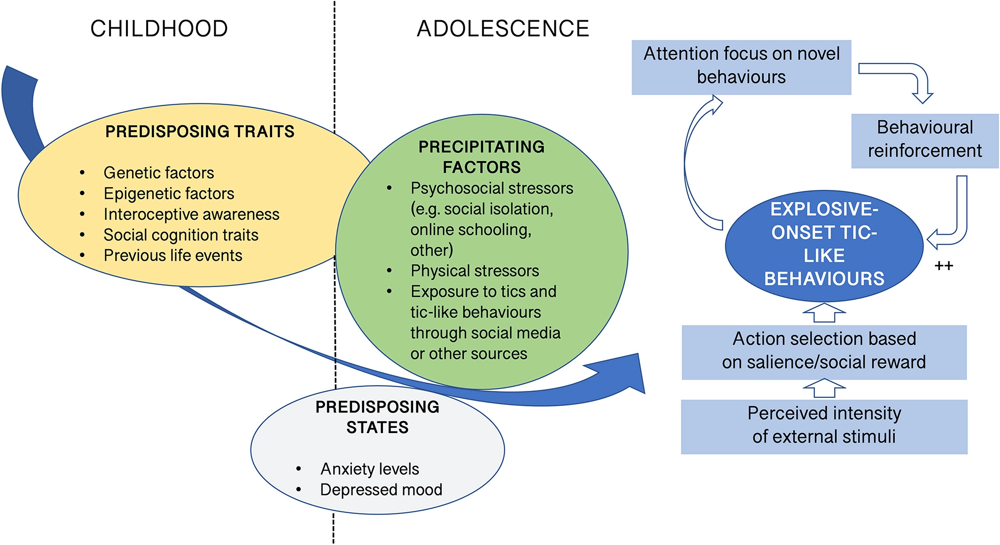 CHILDHOOD
ADOLESCENCE
PREDISPOSING TRAITS
• Genetic factors
• Epigenetic factors
• Interoceptive awareness
• Social cognition traits
• Previous life events
PRECIPITATING
FACTORS
• Psychosocial stressors
(e.g. social isolation,
online schooling,
other)
• Physical stressors
• Exposure to tics and
tic-like behaviours
through social media
or other sources
PREDISPOSING
STATES
• Anxiety levels
• Depressed mood
Attention focus on novel
behaviours
Behavioural
reinforcement
EXPLOSIVE-
ONSET TIC-
LIKE
BEHAVIOURS
++
Action selection based
on salience/social reward
Perceived intensity
of external stimuli